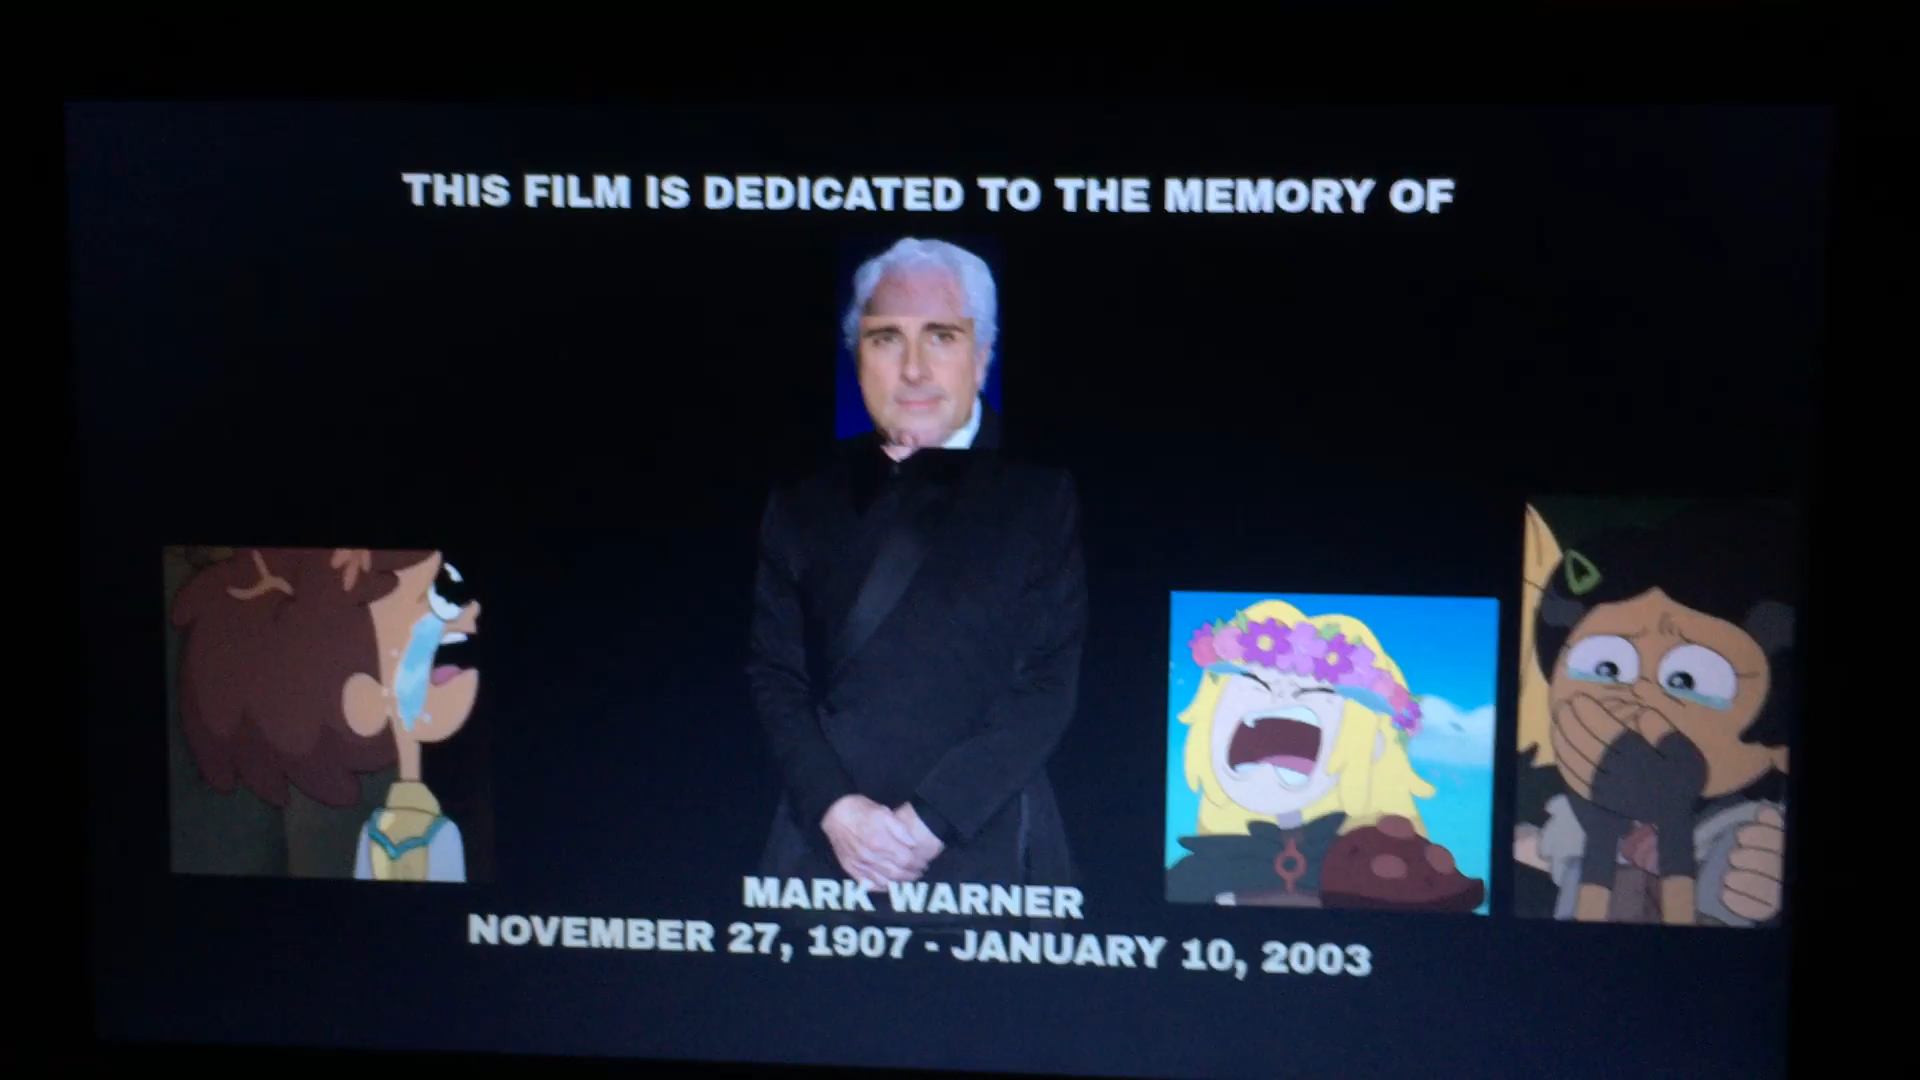 THIS FILM IS DEDICATED TO THE MEMORY OF
MARK WARNER
NOVEMBER 27, 1907 - JANUARY 10, 2003